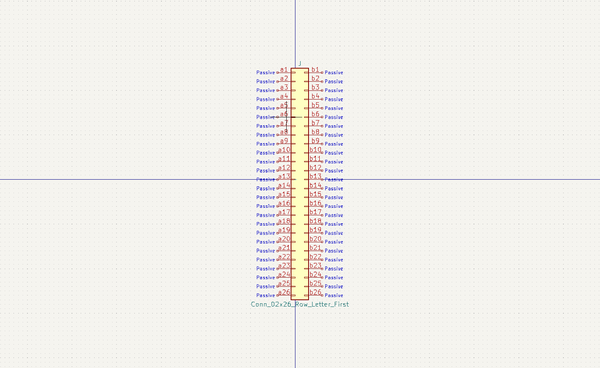 J
Passive a1 b1 Passive
Passive a2 b2 Passive
Passive a3 b3 Passive
Passive a4 b4 Passive
Passive a5 b5 Passive
Passive a6 b6 Passive
Passive a7 b7 Passive
Passive a8 b8 Passive
Passive a9 b9 Passive
Passive a10 b10 Passive
Passive a11 b11 Passive
Passive a12 b12 Passive
Passive a13 b13 Passive
Passive a14 b14 Passive
Passive a15 b15 Passive
Passive a16 b16 Passive
Passive a17 b17 Passive
Passive a18 b18 Passive
Passive a19 b19 Passive
Passive a20 b20 Passive
Passive a21 b21 Passive
Passive a22 b22 Passive
Passive a23 b23 Passive
Passive a24 b24 Passive
Passive a25 b25 Passive
Passive a26 b26 Passive
Conn_02x26_Row_Letter_First